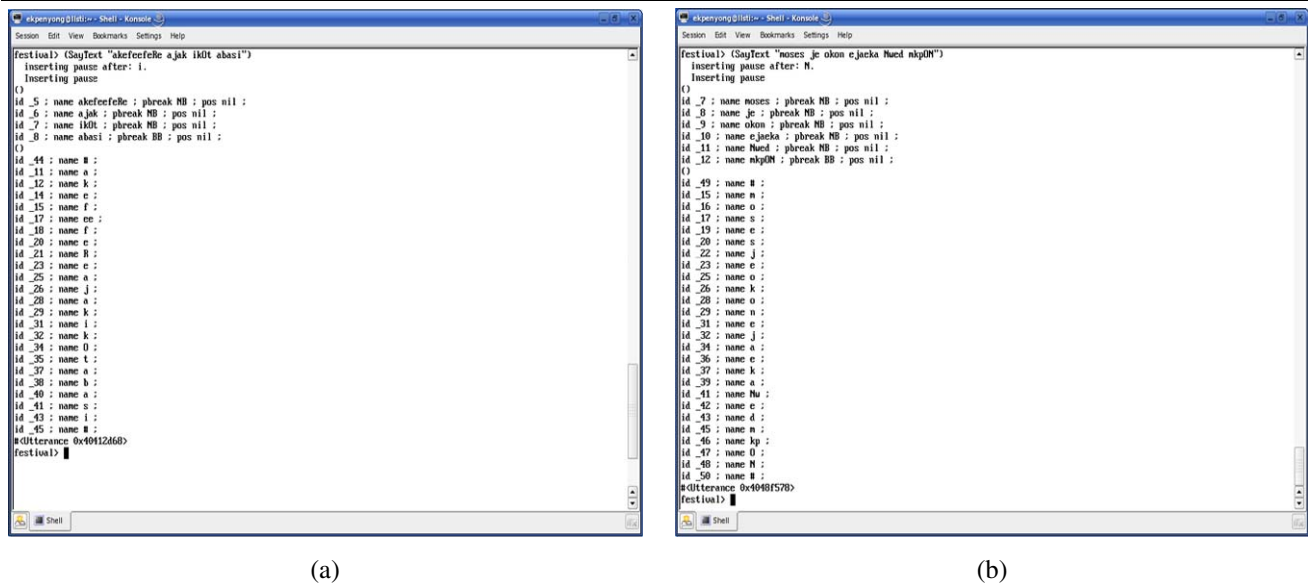 ekpenyong@llsti:~ - Shell - Konsole
Session Edit View Bookmarks Settings Help
festival> (SayText "akefeefeRe ajak ikOt abasi")
inserting pause after: i.
Inserting pause
()
id _5 ; name akefeefeRe ; pbreak NB ; pos nil ;
id _6 ; name ajak ; pbreak NB ; pos nil ;
id _7 ; name ikOt ; pbreak NB ; pos nil ;
id _8 ; name abasi ; pbreak BB ; pos nil ;
()
id _44 ; name # ;
id _11 ; name a ;
id _12 ; name k ;
id _14 ; name e ;
id _15 ; name f ;
id _17 ; name ee ;
id _18 ; name f ;
id _20 ; name e ;
id _21 ; name R ;
id _23 ; name e ;
id _25 ; name a ;
id _26 ; name j ;
id _28 ; name a ;
id _29 ; name k ;
id _31 ; name i ;
id _32 ; name k ;
id _34 ; name O ;
id _35 ; name t ;
id _37 ; name a ;
id _38 ; name b ;
id _40 ; name a ;
id _41 ; name s ;
id _43 ; name i ;
id _45 ; name # ;
#<Utterance 0x40412d68>
festival>
Shell
(a)
ekpenyong@llsti:~ - Shell - Konsole
Session Edit View Bookmarks Settings Help
festival> (SayText "moses je okon ejaeka Nwed mkpON")
inserting pause after: N.
Inserting pause
()
id _7 ; name moses ; pbreak NB ; pos nil ;
id _8 ; name je ; pbreak NB ; pos nil ;
id _9 ; name okon ; pbreak NB ; pos nil ;
id _10 ; name ejaeka ; pbreak NB ; pos nil ;
id _11 ; name Nwed ; pbreak NB ; pos nil ;
id _12 ; name mkpON ; pbreak BB ; pos nil ;
()
id _49 ; name # ;
id _15 ; name m ;
id _16 ; name o ;
id _17 ; name s ;
id _19 ; name e ;
id _20 ; name s ;
id _22 ; name j ;
id _23 ; name e ;
id _25 ; name o ;
id _26 ; name k ;
id _28 ; name o ;
id _29 ; name n ;
id _31 ; name e ;
id _32 ; name j ;
id _34 ; name a ;
id _36 ; name e ;
id _37 ; name k ;
id _39 ; name a ;
id _41 ; name Nw ;
id _42 ; name e ;
id _43 ; name d ;
id _45 ; name m ;
id _46 ; name kp ;
id _47 ; name O ;
id _48 ; name N ;
id _50 ; name # ;
#<Utterance 0x4048f578>
festival>
Shell
(b)